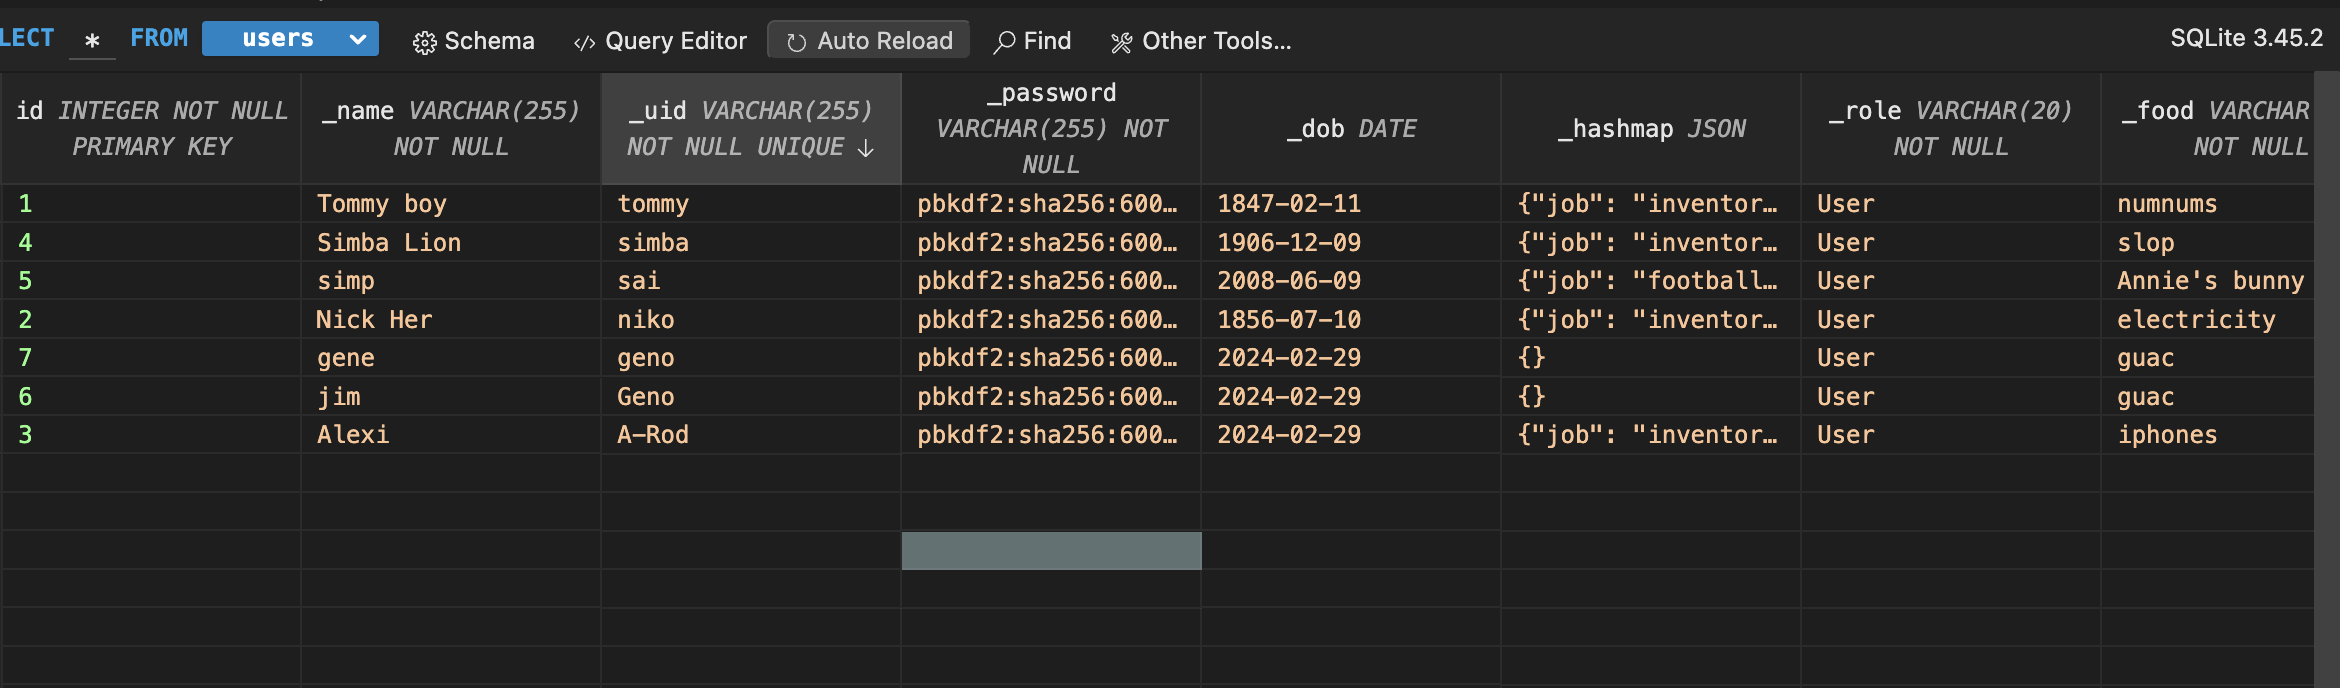 LECT * FROM users Schema Query Editor Auto Reload Find Other Tools... SQLite 3.45.2
id INTEGER NOT NULL PRIMARY KEY
_name VARCHAR(255) NOT NULL
_uid VARCHAR(255) NOT NULL UNIQUE ↓
_password VARCHAR(255) NOT NULL
_dob DATE
_hashmap JSON
_role VARCHAR(20) NOT NULL
_food VARCHAR NOT NULL
1 Tommy boy tommy pbkdf2:sha256:600… 1847-02-11 {"job": "inventor… User numnums
4 Simba Lion simba pbkdf2:sha256:600… 1906-12-09 {"job": "inventor… User slop
5 simp sai pbkdf2:sha256:600… 2008-06-09 {"job": "football… User Annie's bunny
2 Nick Her niko pbkdf2:sha256:600… 1856-07-10 {"job": "inventor… User electricity
7 gene geno pbkdf2:sha256:600… 2024-02-29 {} User guac
6 jim Geno pbkdf2:sha256:600… 2024-02-29 {} User guac
3 Alexi A-Rod pbkdf2:sha256:600… 2024-02-29 {"job": "inventor… User iphones